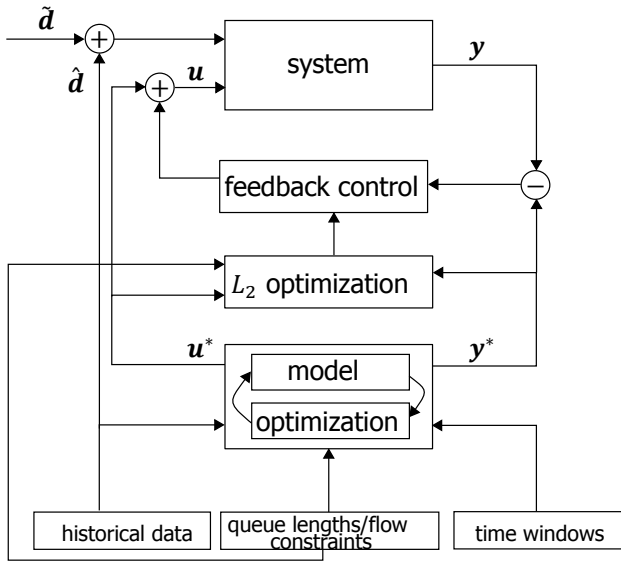 d̃
+
d̂
u
+
system
y
feedback control
−
L₂ optimization
u*
y*
model
optimization
historical data
queue lengths/flow
constraints
time windows